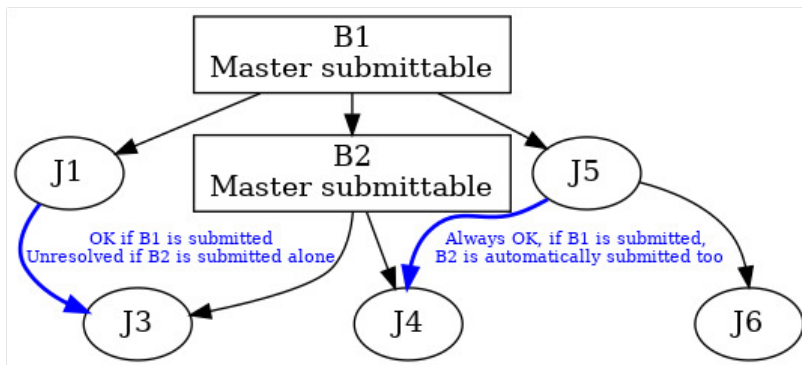 B1
Master submittable
J1
B2
Master submittable
J5
OK if B1 is submitted
Unresolved if B2 is submitted alone
Always OK, if B1 is submitted,
B2 is automatically submitted too
J3
J4
J6